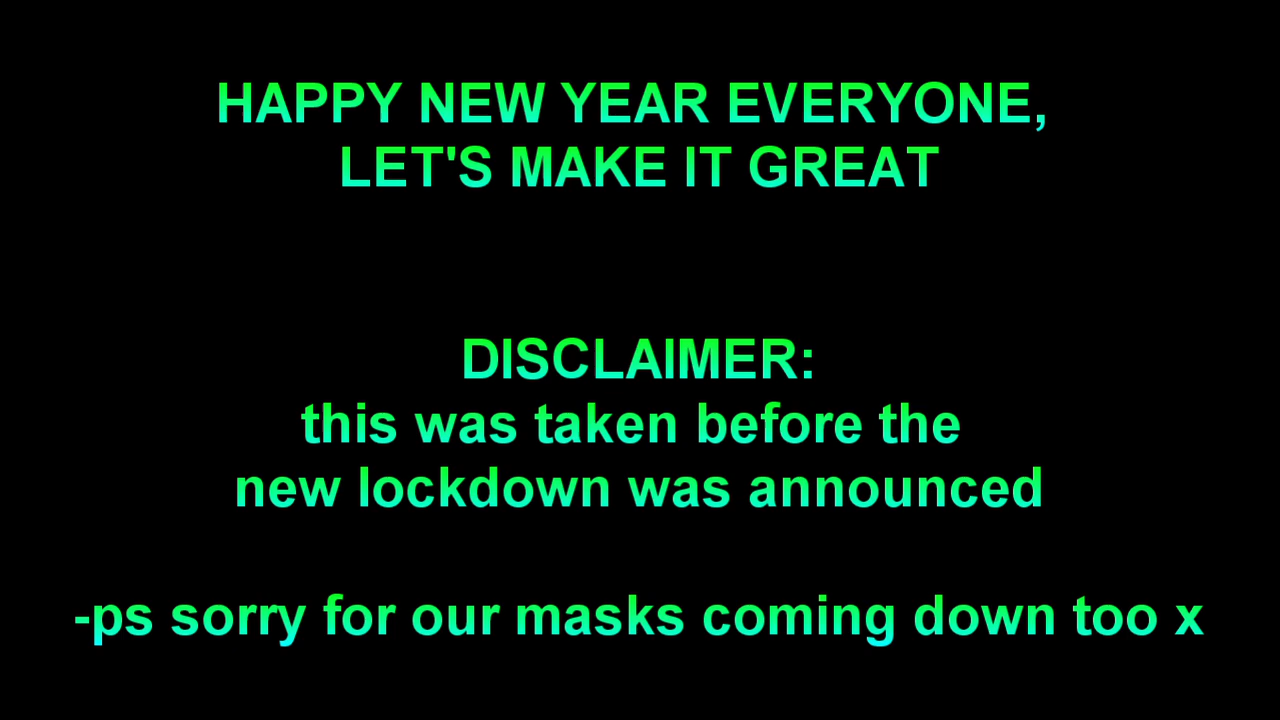 HAPPY NEW YEAR EVERYONE,
LET'S MAKE IT GREAT
DISCLAIMER:
this was taken before the
new lockdown was announced
-ps sorry for our masks coming down too x